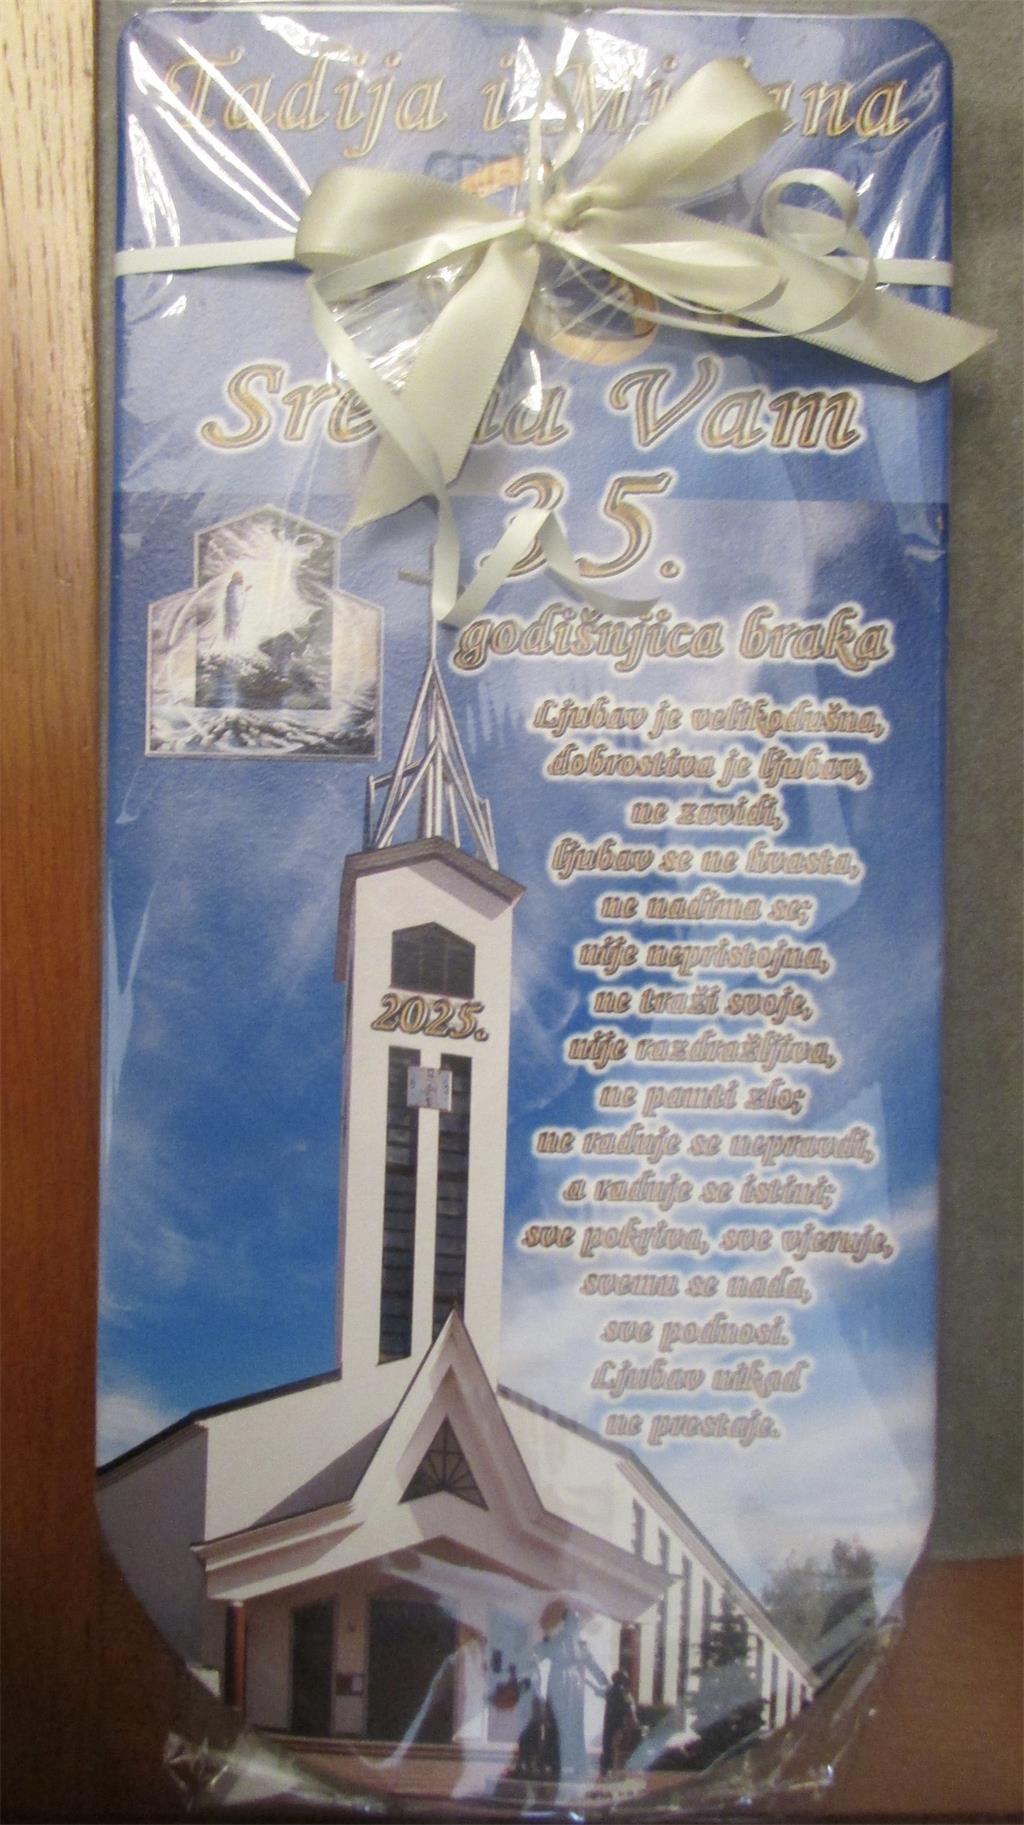 Tadija i
Vam
35.
godišnjica braka
Ljubav je velikodušna,
dobrostiva je ljubav,
ne zavidi,
ljubav se ne hvasta,
ne nadima se;
nije nepristojna,
ne traži svoje,
nije razdražljiva,
ne pamti zlo;
ne raduje se nepravdi,
a raduje se istini;
sve pokriva, sve vjeruje,
svemu se nada,
sve podnosi.
Ljubav nikad
ne prestaje.
2025.